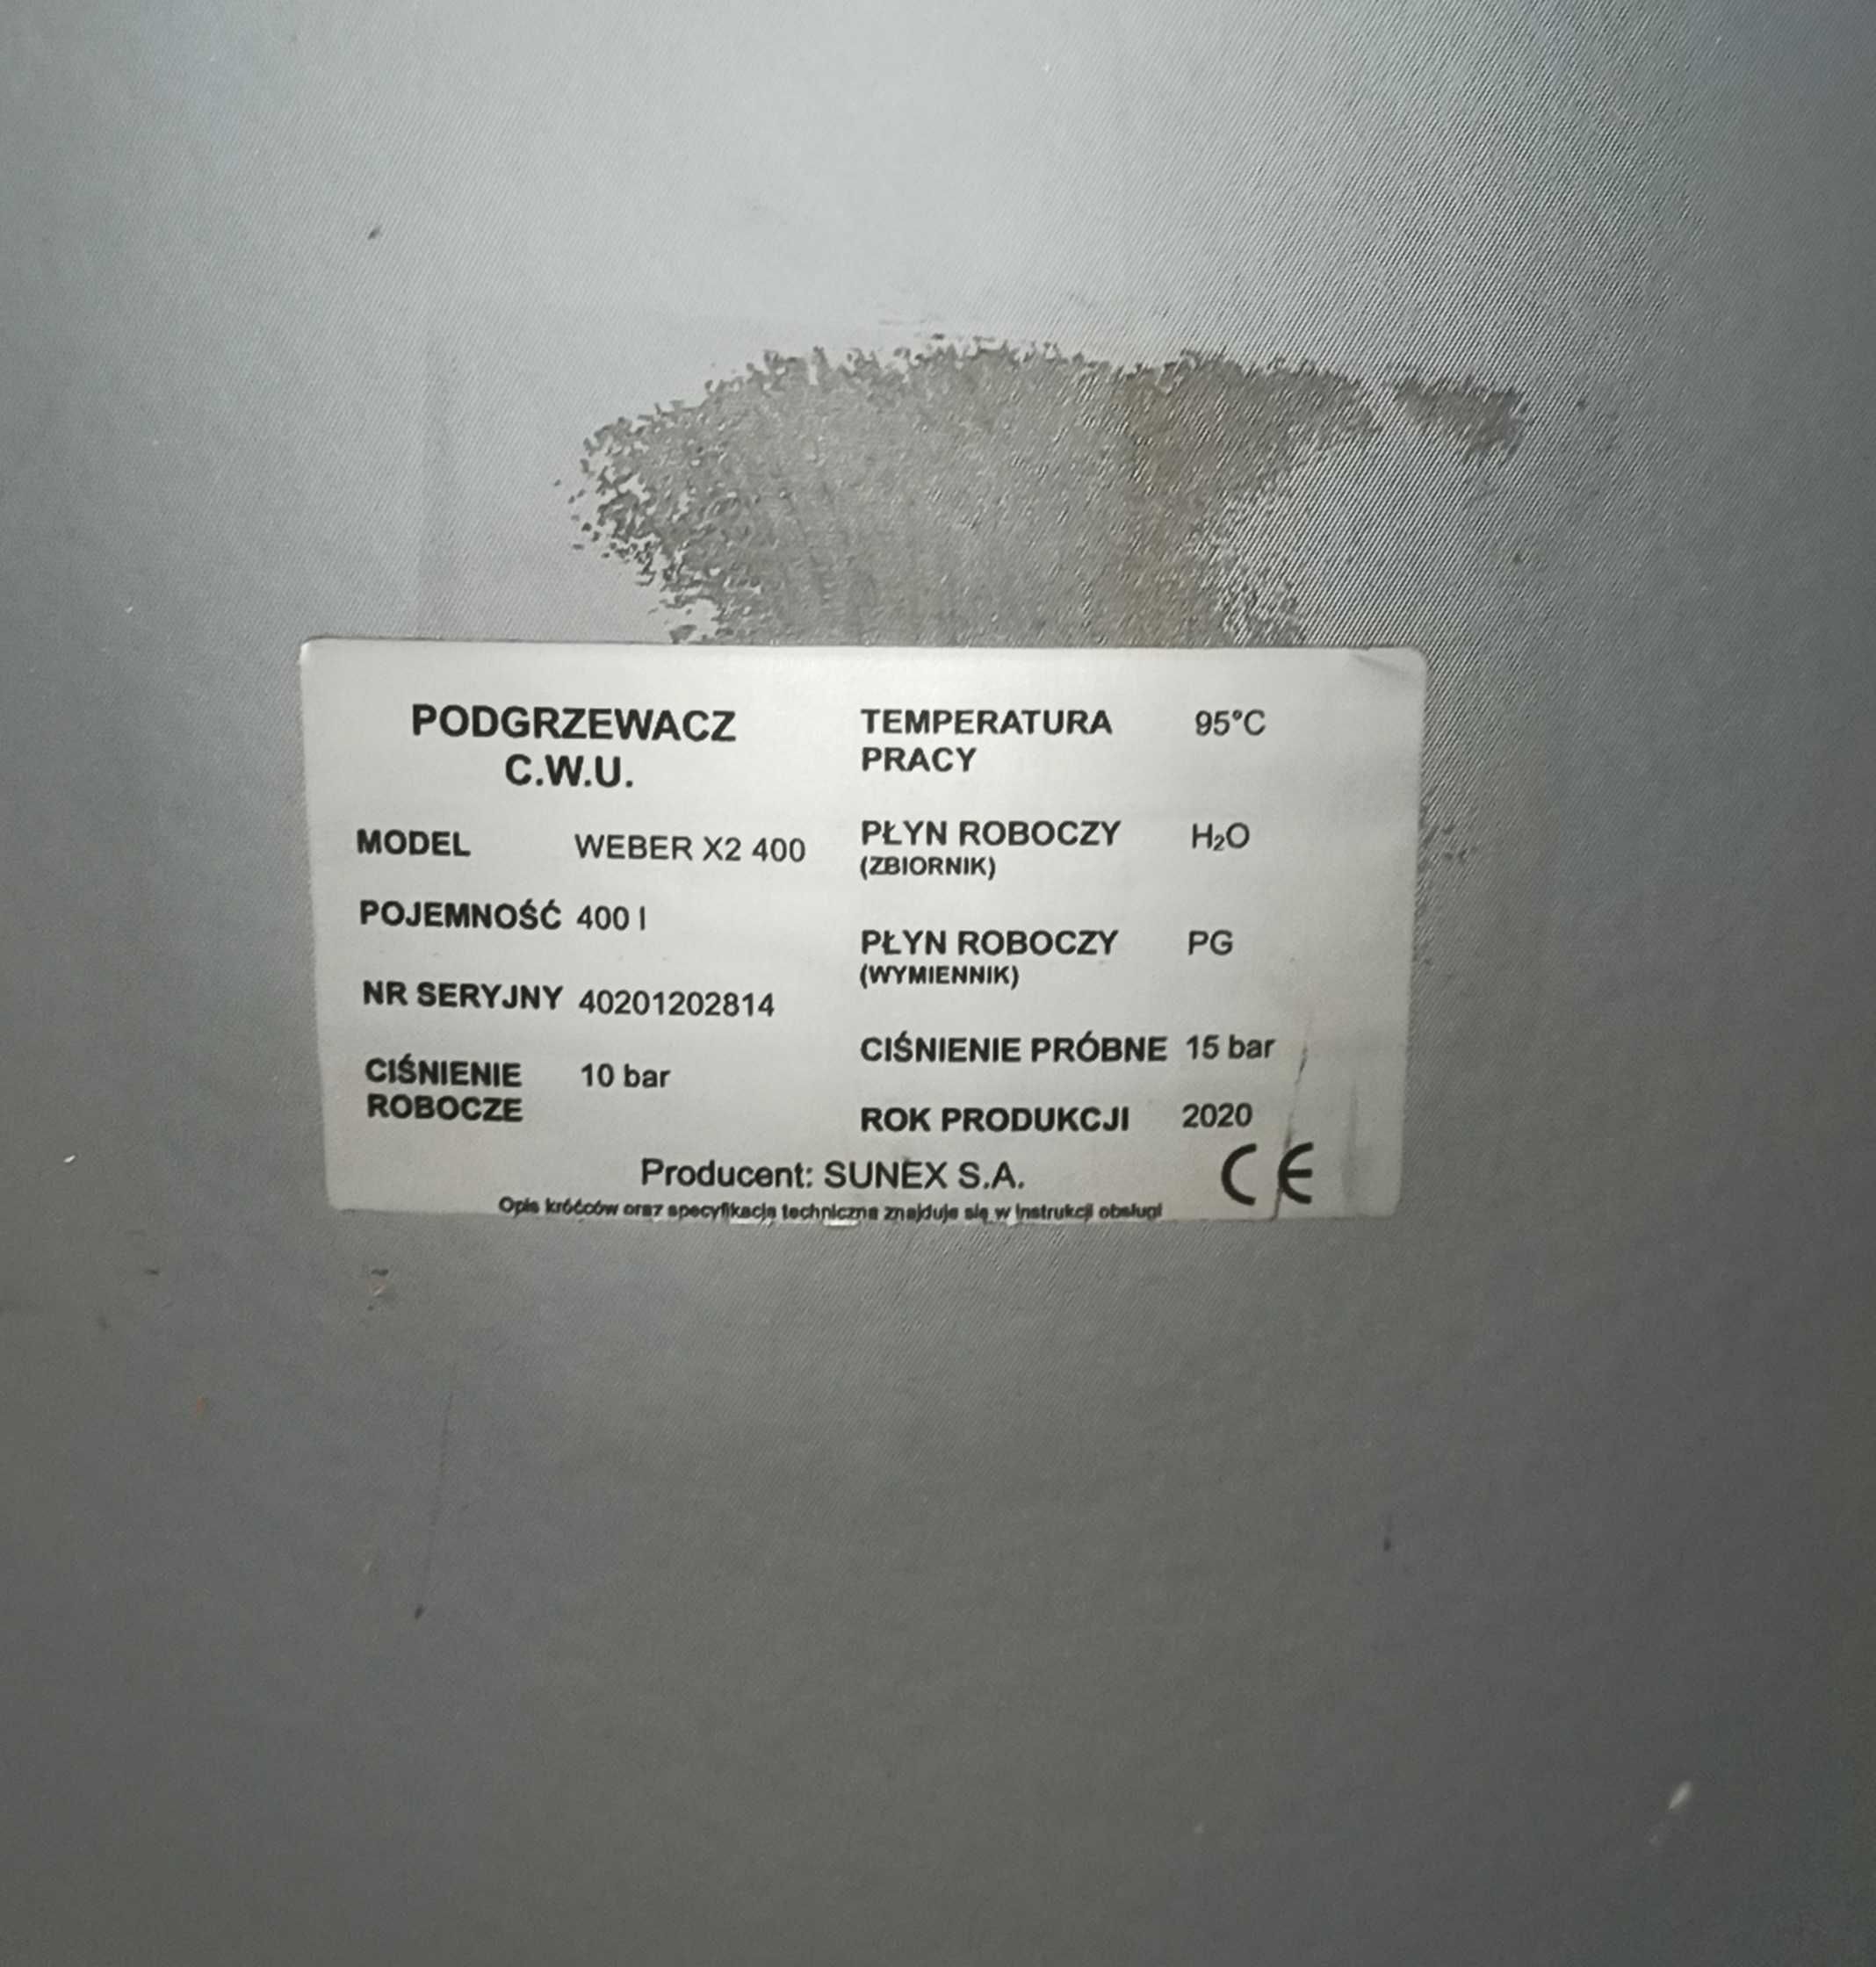 PODGRZEWACZ
C.W.U.
MODEL WEBER X2 400
POJEMNOŚĆ 400 l
NR SERYJNY 40201202814
CIŚNIENIE 10 bar
ROBOCZE
TEMPERATURA 95°C
PRACY
PŁYN ROBOCZY H₂O
(ZBIORNIK)
PŁYN ROBOCZY PG
(WYMIENNIK)
CIŚNIENIE PRÓBNE 15 bar
ROK PRODUKCJI 2020
Producent: SUNEX S.A. CE
Opis króćców oraz specyfikacja techniczna znajduje się w instrukcji obsługi